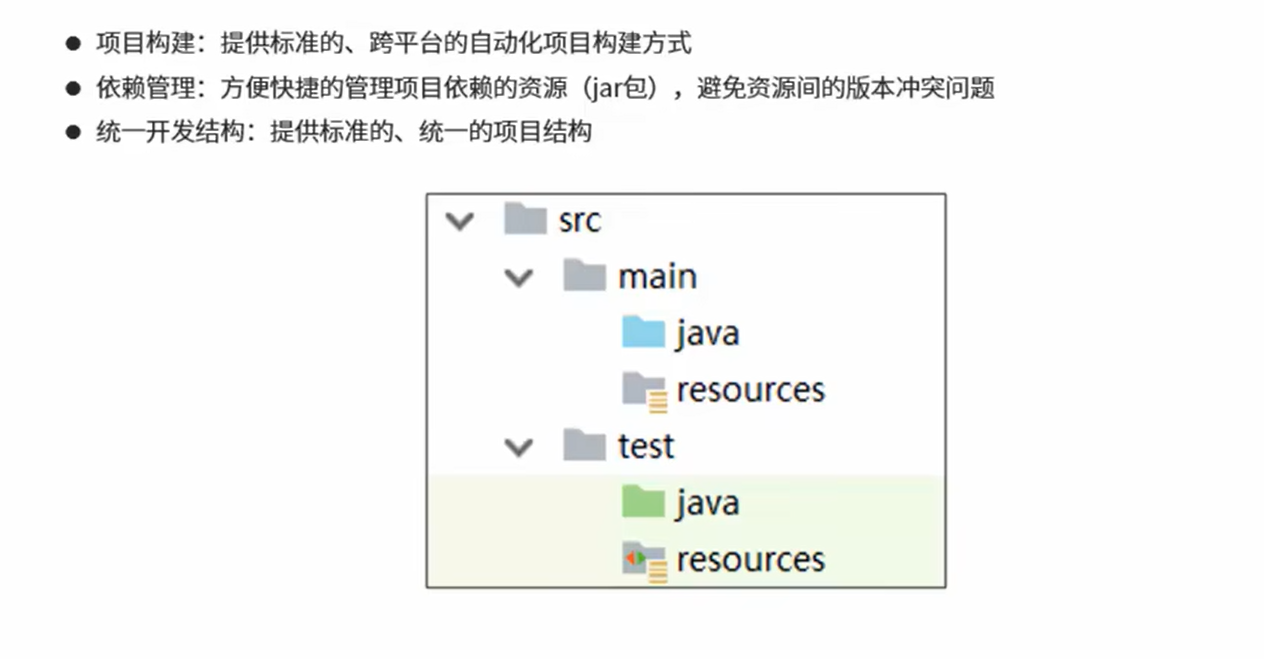 ● 项目构建：提供标准的、跨平台的自动化项目构建方式
● 依赖管理：方便快捷的管理项目依赖的资源（jar包），避免资源间的版本冲突问题
● 统一开发结构：提供标准的、统一的项目结构
src
main
java
resources
test
java
resources